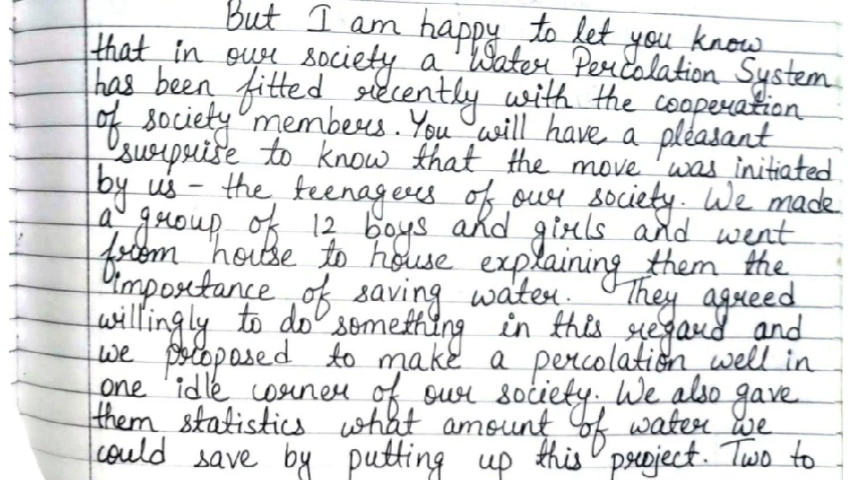 But I am happy to let you know
that in our society a Water Percolation System
has been fitted recently with the cooperation
of society members. You will have a pleasant
surprise to know that the move was initiated
by us - the teenagers of our society. We made
a group of 12 boys and girls and went
from house to house explaining them the
importance of saving water. They agreed
willingly to do something in this regard and
we proposed to make a percolation well in
one idle corner of our society. We also gave
them statistics what amount of water we
could save by putting up this project. Two to